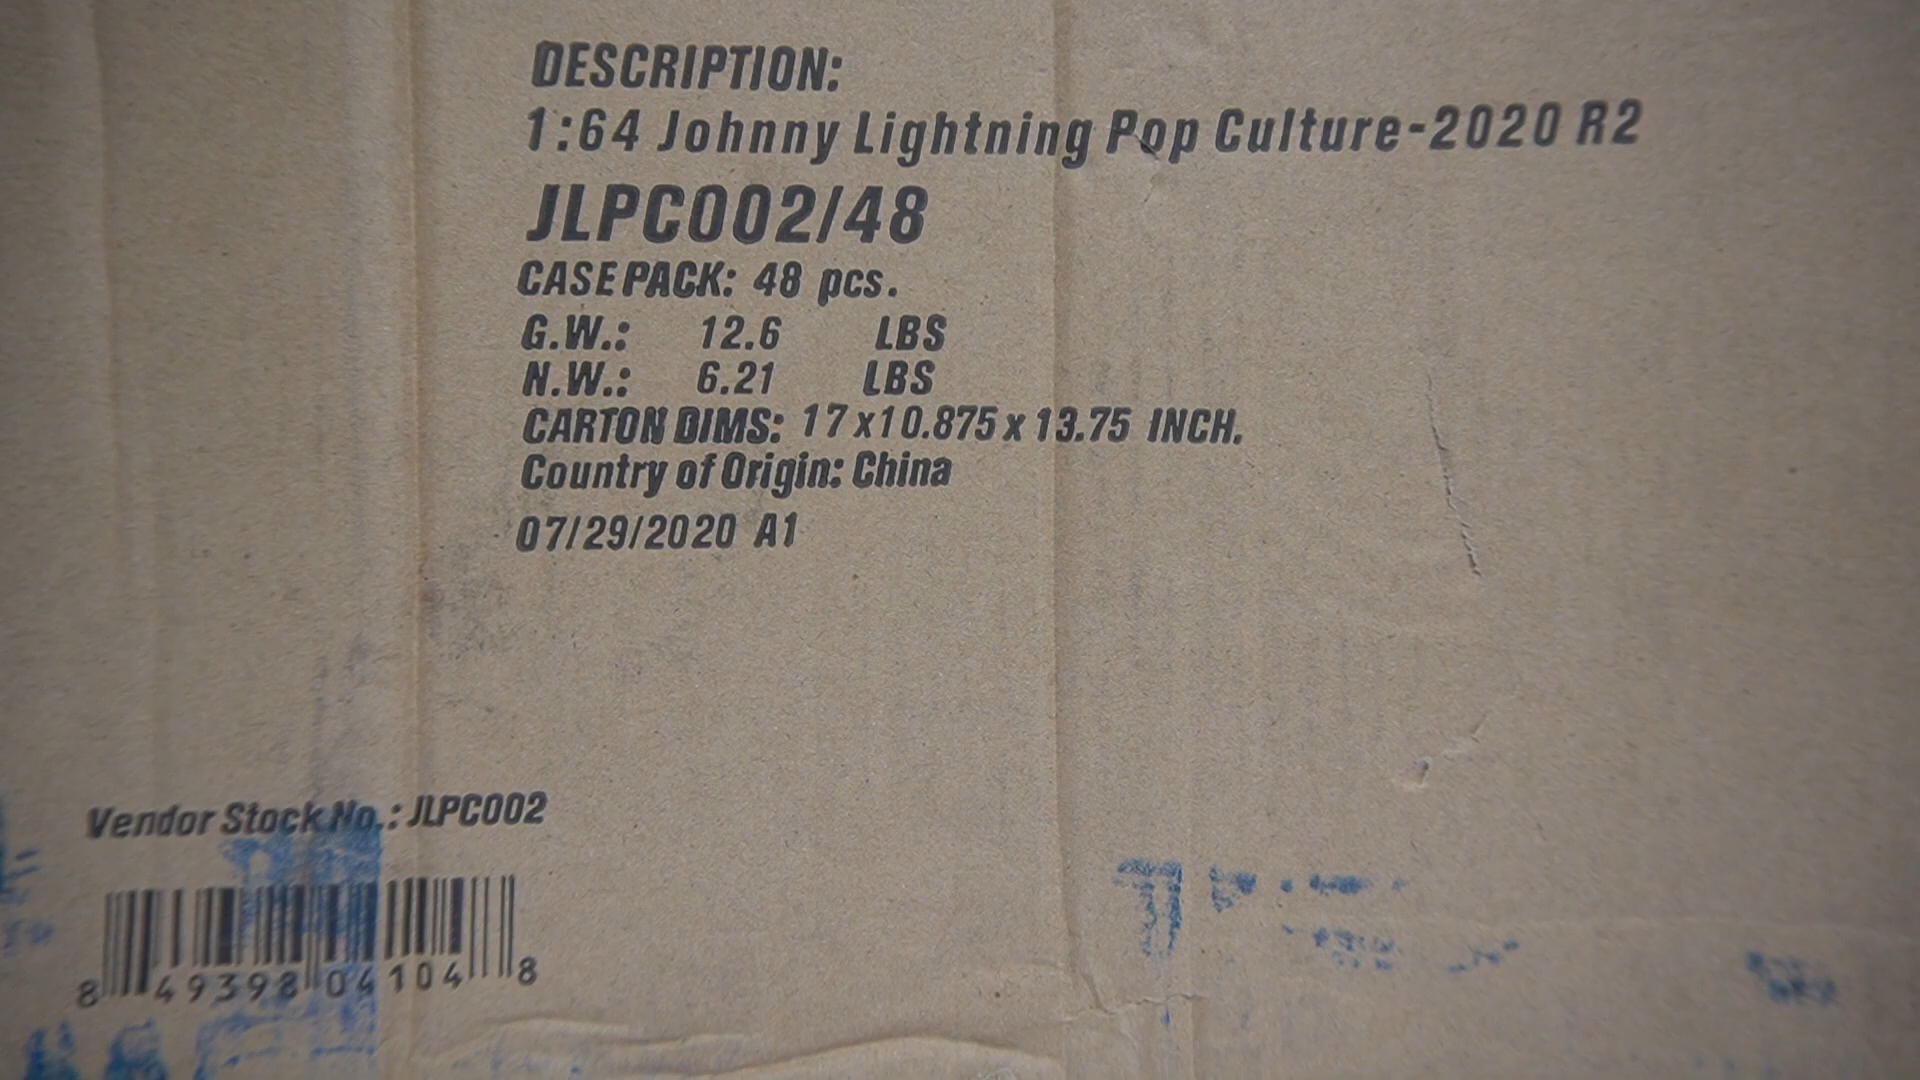 DESCRIPTION:
1:64 Johnny Lightning Pop Culture-2020 R2
JLPC002/48
CASE PACK: 48 pcs.
G.W.: 12.6 LBS
N.W.: 6.21 LBS
CARTON DIMS: 17 x 10.875 x 13.75 INCH.
Country of Origin: China
07/29/2020 A1
Vendor Stock No.: JLPC002
8 49398 04104 8